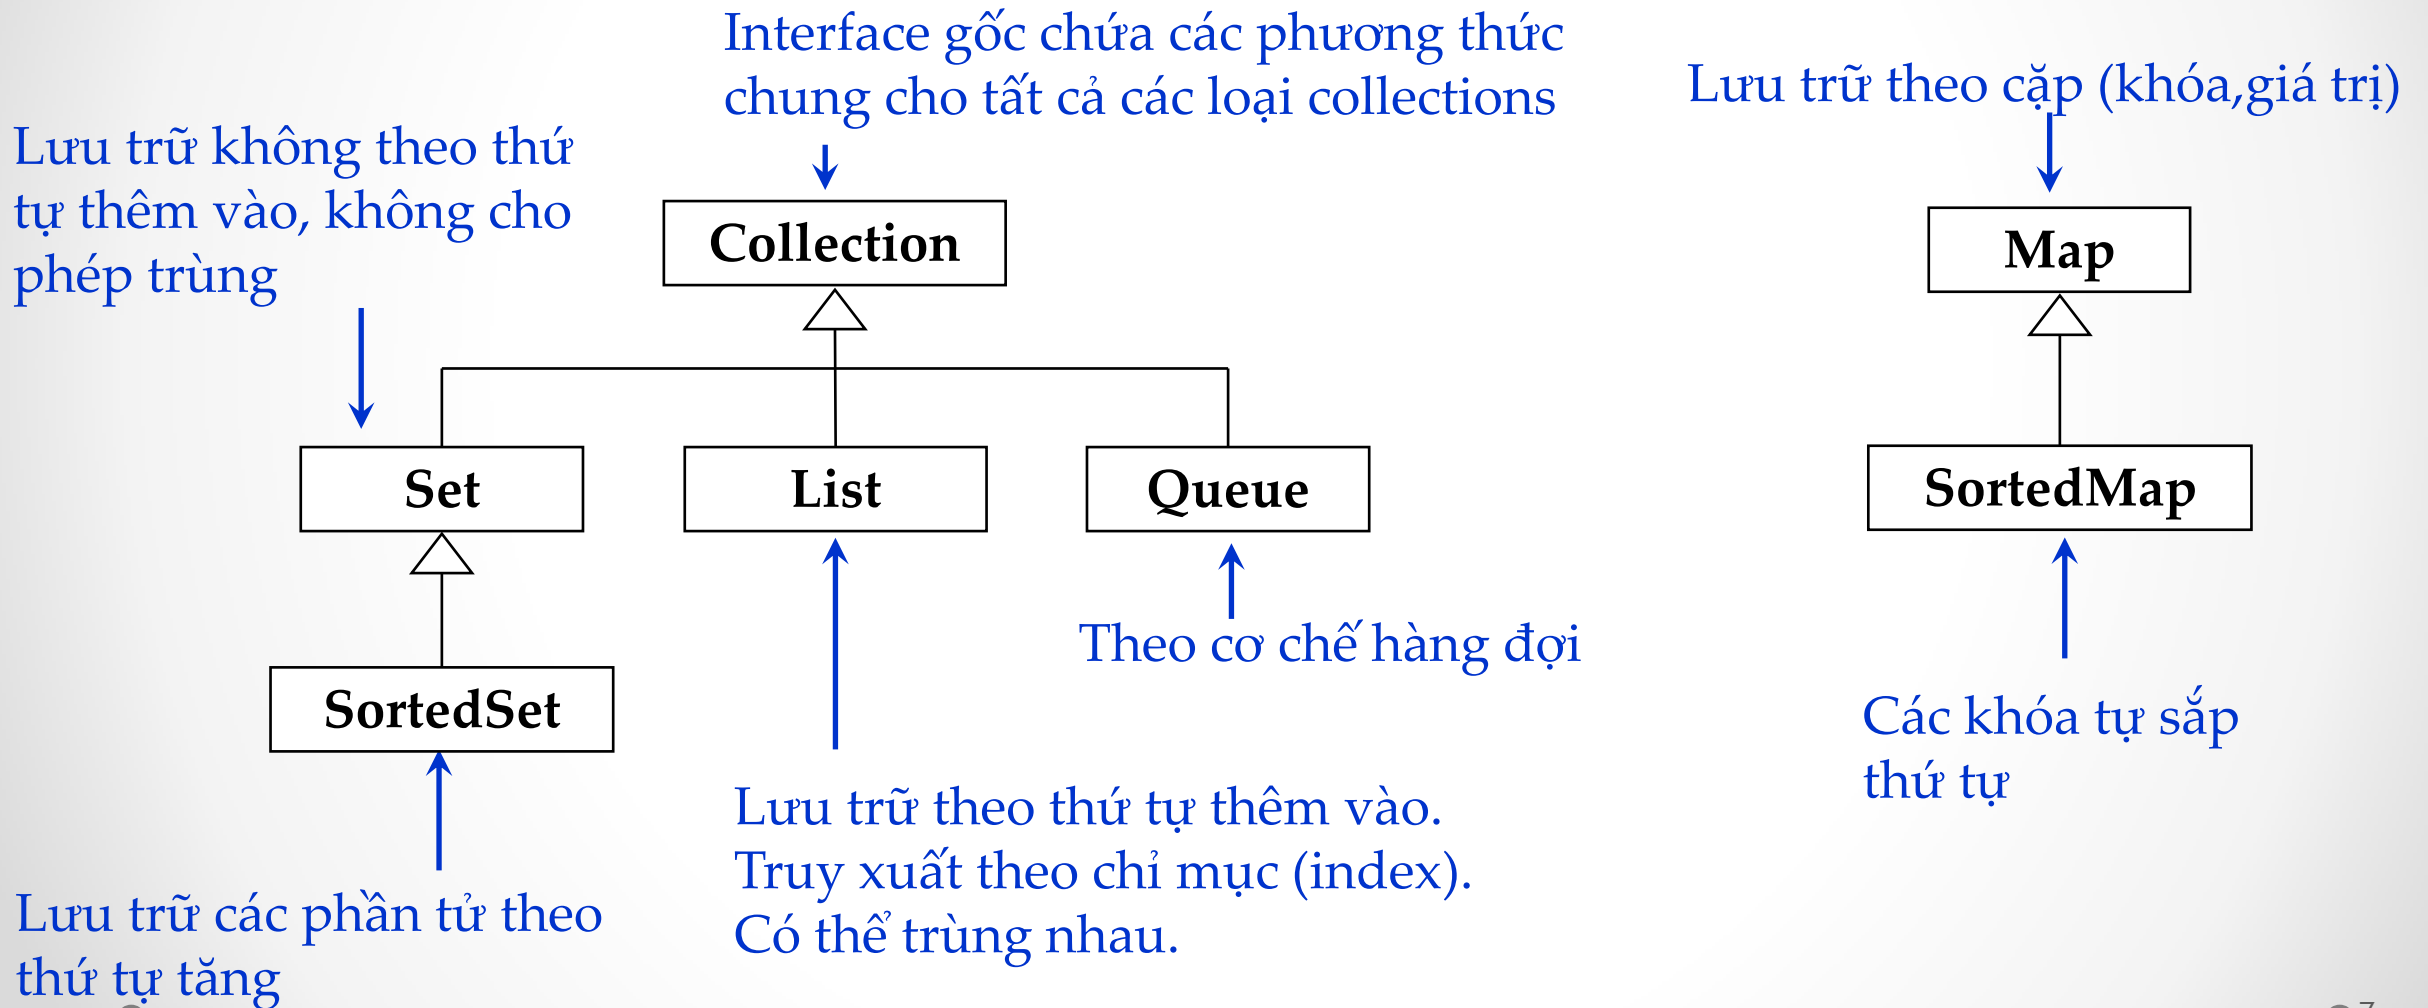 Interface gốc chứa các phương thức
chung cho tất cả các loại collections
Lưu trữ theo cặp (khóa,giá trị)
Lưu trữ không theo thứ
tự thêm vào, không cho
phép trùng
Collection
Map
Set
List
Queue
SortedMap
Theo cơ chế hàng đợi
SortedSet
Các khóa tự sắp
thứ tự
Lưu trữ theo thứ tự thêm vào.
Truy xuất theo chỉ mục (index).
Có thể trùng nhau.
Lưu trữ các phần tử theo
thứ tự tăng